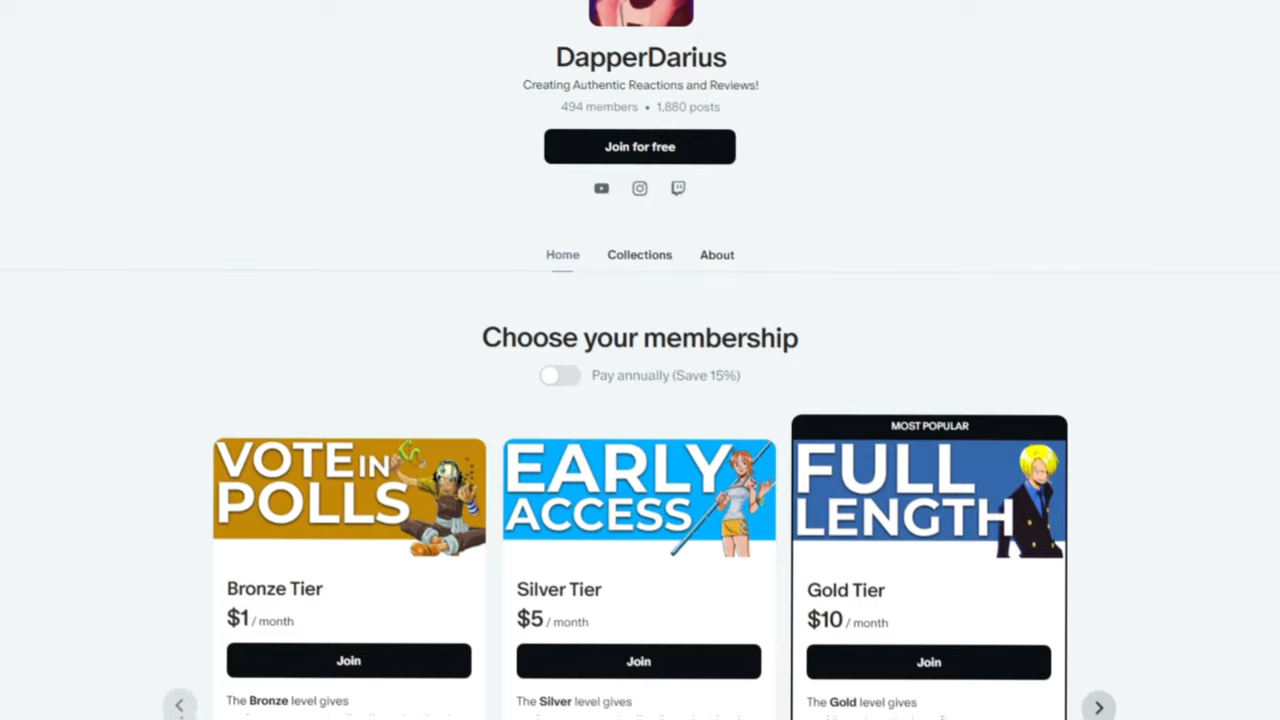 DapperDarius
Creating Authentic Reactions and Reviews!
494 members • 1,880 posts
Join for free
Home Collections About
Choose your membership
Pay annually (Save 15%)
MOST POPULAR
VOTE IN
POLLS
EARLY
ACCESS
FULL
LENGTH
Bronze Tier
$1 / month
Join
The Bronze level gives
Silver Tier
$5 / month
Join
The Silver level gives
Gold Tier
$10 / month
Join
The Gold level gives